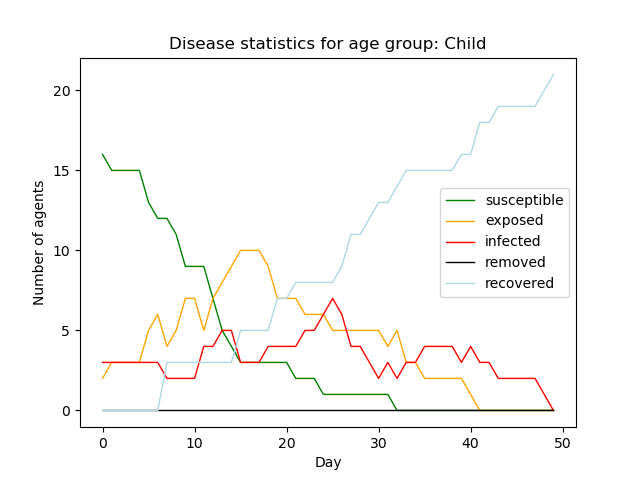 Disease statistics for age group: Child
Number of agents
20
15
10
5
0
susceptible
exposed
infected
removed
recovered
0 10 20 30 40 50
Day